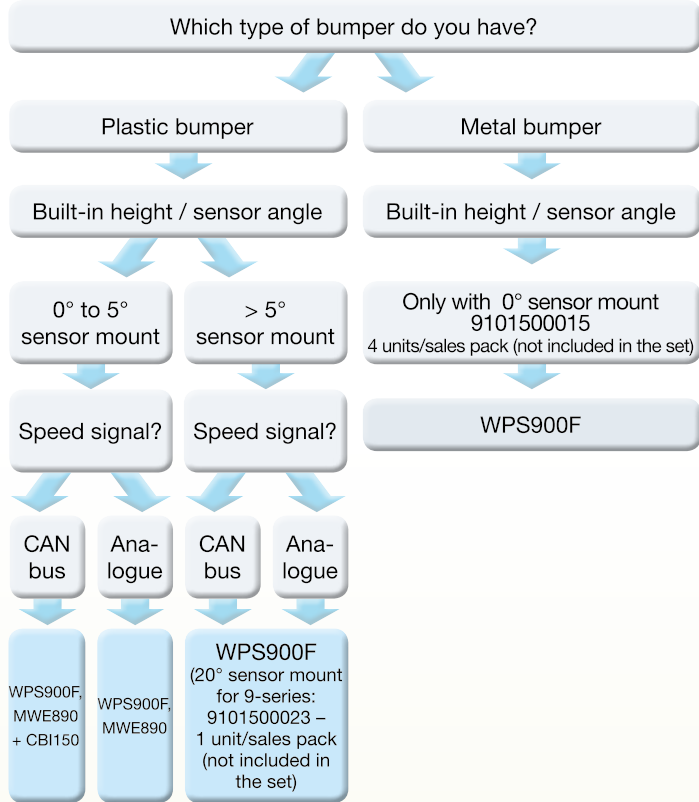 Which type of bumper do you have?
Plastic bumper
Metal bumper
Built-in height / sensor angle
Built-in height / sensor angle
0° to 5°
sensor mount
> 5°
sensor mount
Only with 0° sensor mount
9101500015
4 units/sales pack (not included in the set)
Speed signal?
Speed signal?
WPS900F
CAN
bus
Ana-
logue
CAN
bus
Ana-
logue
WPS900F,
MWE890
+ CBI150
WPS900F,
MWE890
WPS900F
(20° sensor mount
for 9-series:
9101500023 –
1 unit/sales pack
(not included in
the set)